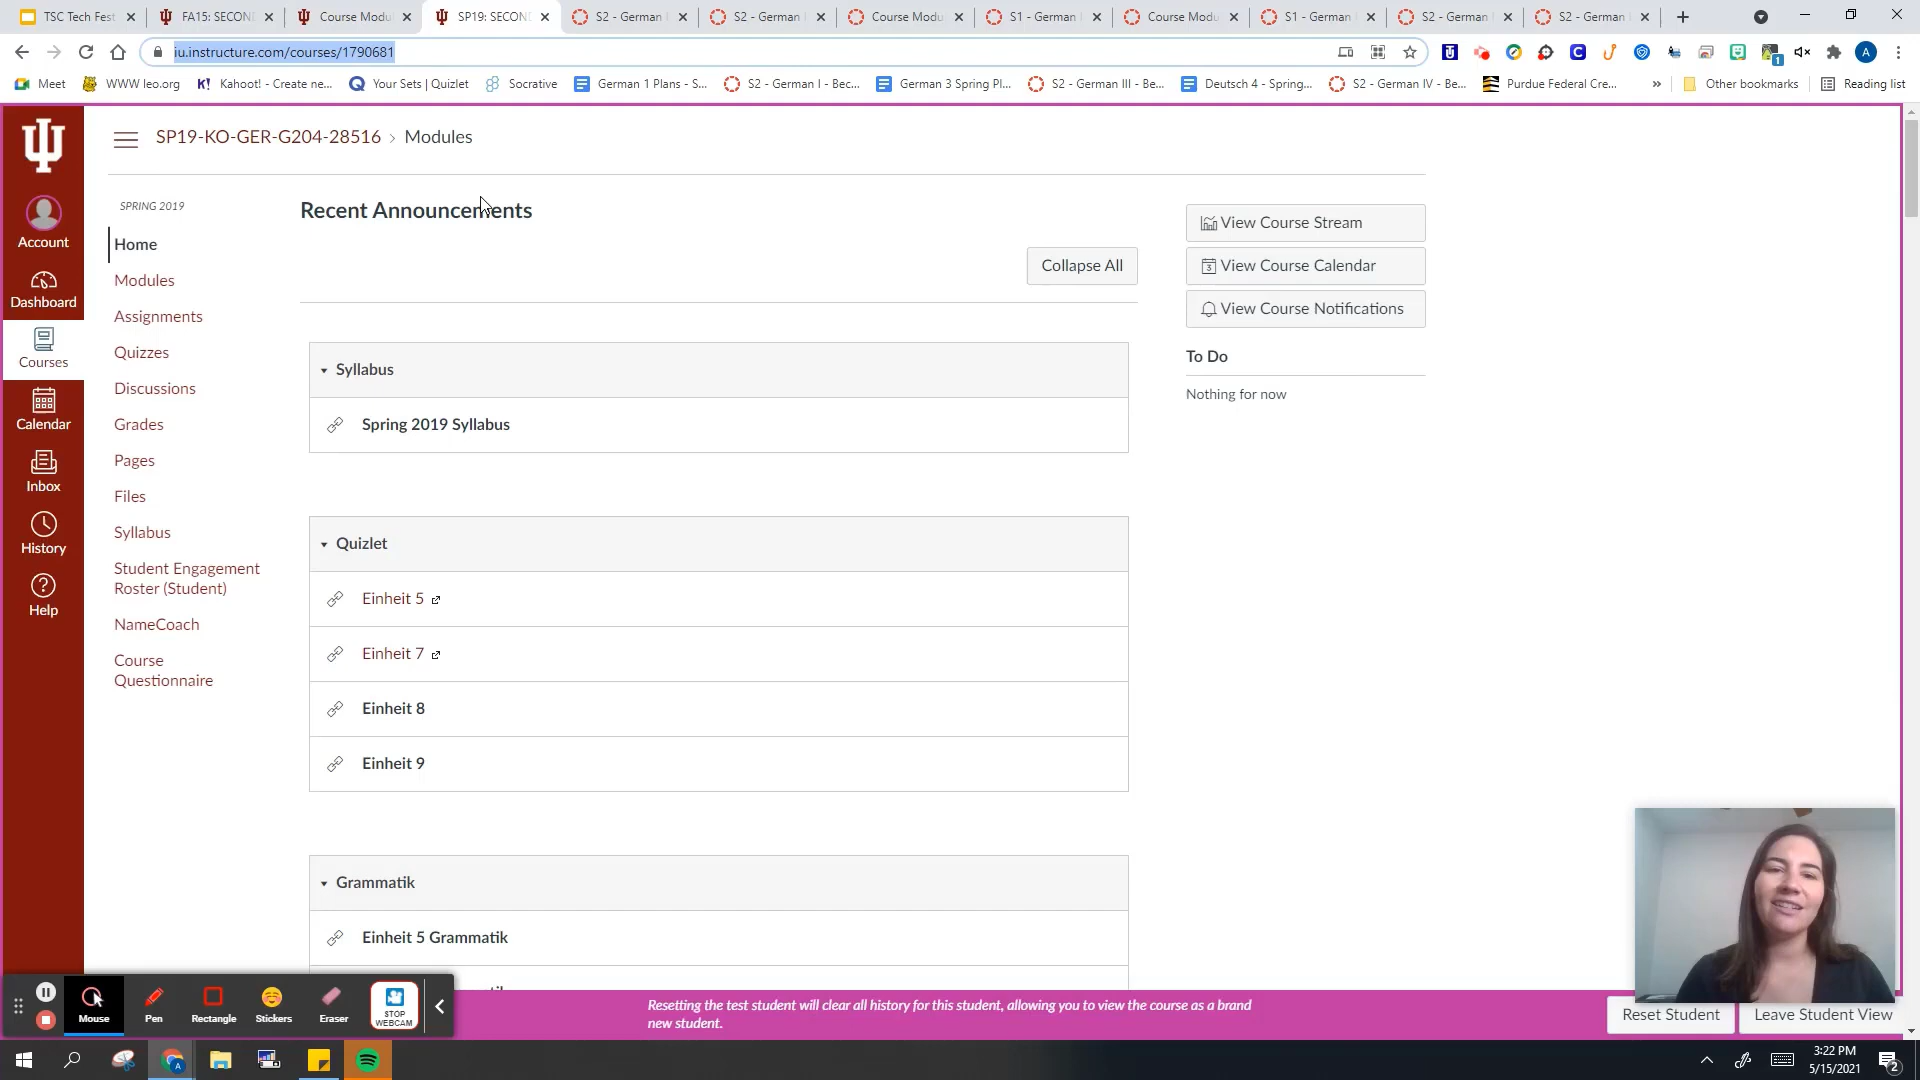 TSC Tech Fest
FA15: SECOND
Course Modu
SP19: SECON
S2 - German
S2 - German
Course Modu
S1 - German
Course Modu
S1 - German
S2 - German
S2 - German
iu.instructure.com/courses/1790681
Meet
WWW leo.org
Kahoot! - Create ne...
Your Sets | Quizlet
Socrative
German 1 Plans - S...
S2 - German I - Bec...
German 3 Spring Pl...
S2 - German III - Be...
Deutsch 4 - Spring...
S2 - German IV - Be...
Purdue Federal Cre...
Other bookmarks
Reading list
SP19-KO-GER-G204-28516 › Modules
Account
Dashboard
Courses
Calendar
Inbox
History
Help
SPRING 2019
Home
Modules
Assignments
Quizzes
Discussions
Grades
Pages
Files
Syllabus
Student Engagement
Roster (Student)
NameCoach
Course
Questionnaire
Recent Announcements
Collapse All
Syllabus
Spring 2019 Syllabus
Quizlet
Einheit 5
Einheit 7
Einheit 8
Einheit 9
Grammatik
Einheit 5 Grammatik
View Course Stream
View Course Calendar
View Course Notifications
To Do
Nothing for now
Mouse
Pen
Rectangle
Stickers
Eraser
STOP
WEBCAM
Resetting the test student will clear all history for this student, allowing you to view the course as a brand
new student.
Reset Student
Leave Student View
3:22 PM
5/15/2021
2